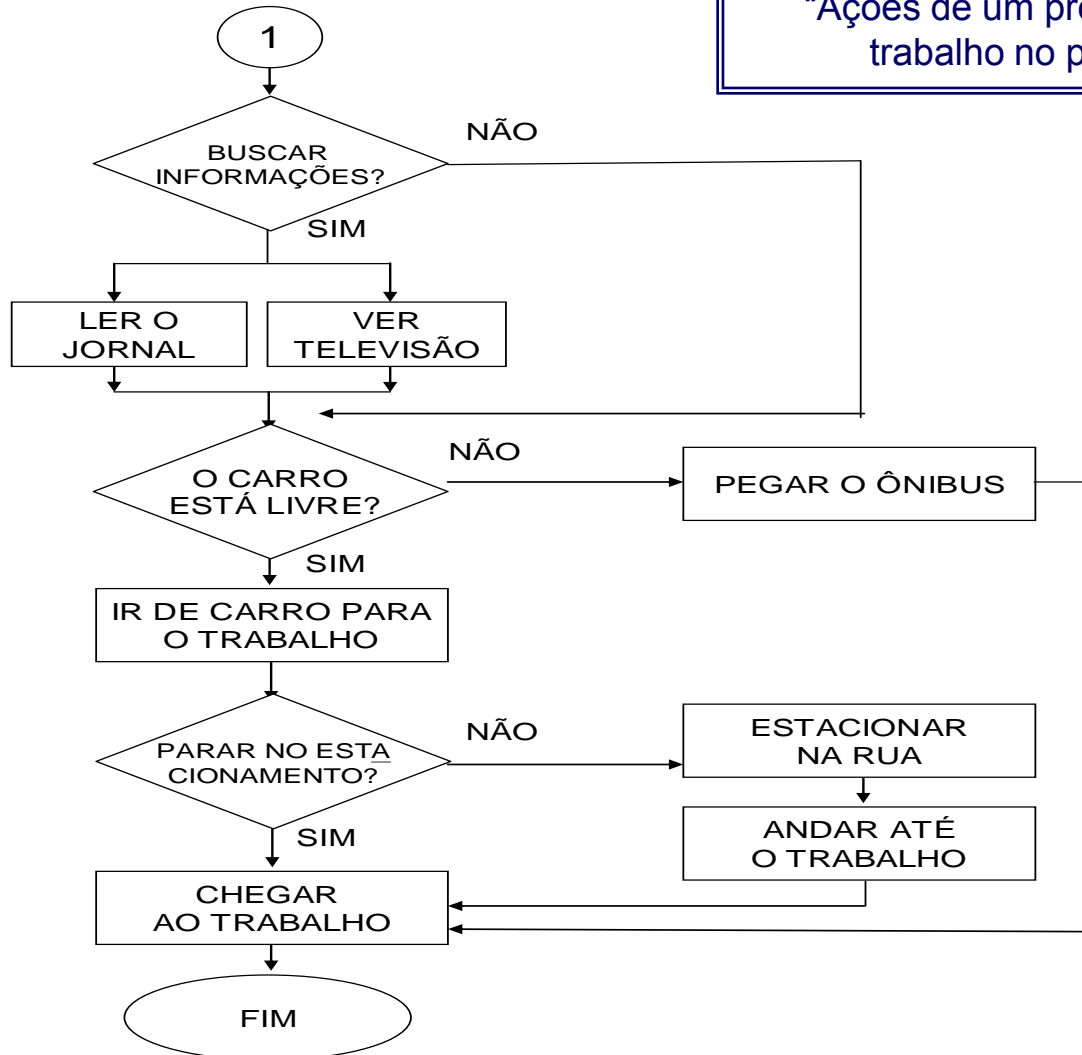 "Ações de um
trabalho no
1
NÃO
BUSCAR
INFORMAÇÕES?
SIM
LER O
JORNAL
VER
TELEVISÃO
NÃO
O CARRO
ESTÁ LIVRE?
PEGAR O ÔNIBUS
SIM
IR DE CARRO PARA
O TRABALHO
NÃO
PARAR NO ESTA
CIONAMENTO?
ESTACIONAR
NA RUA
SIM
ANDAR ATÉ
O TRABALHO
CHEGAR
AO TRABALHO
FIM